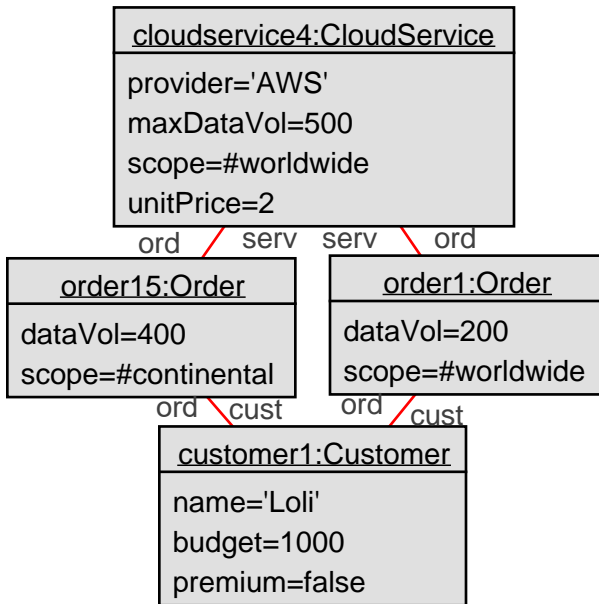 cloudservice4:CloudService
provider='AWS'
maxDataVol=500
scope=#worldwide
unitPrice=2
ord serv serv ord
order15:Order
dataVol=400
scope=#continental
order1:Order
dataVol=200
scope=#worldwide
ord cust ord cust
customer1:Customer
name='Loli'
budget=1000
premium=false